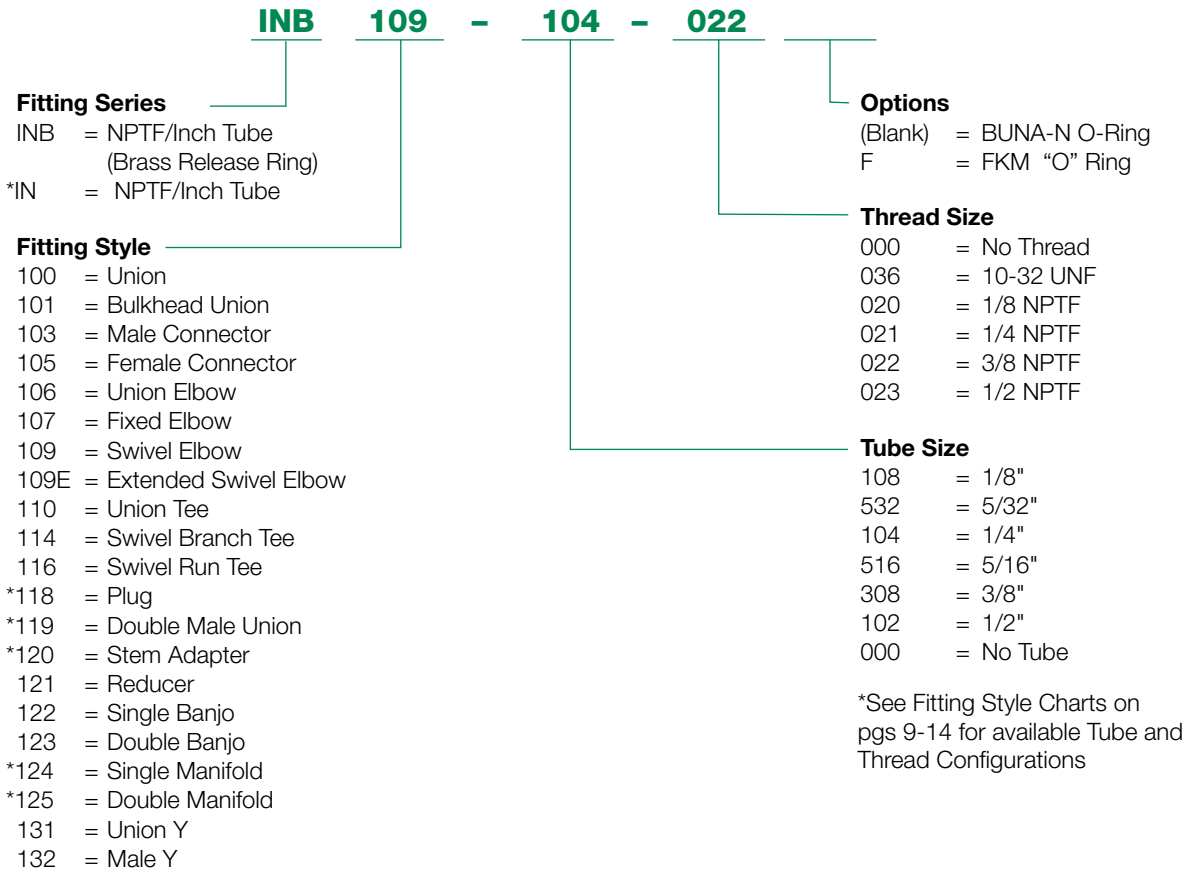 INB 109 – 104 – 022
Fitting Series
INB = NPTF/Inch Tube
(Brass Release Ring)
*IN = NPTF/Inch Tube
Fitting Style
100 = Union
101 = Bulkhead Union
103 = Male Connector
105 = Female Connector
106 = Union Elbow
107 = Fixed Elbow
109 = Swivel Elbow
109E = Extended Swivel Elbow
110 = Union Tee
114 = Swivel Branch Tee
116 = Swivel Run Tee
*118 = Plug
*119 = Double Male Union
*120 = Stem Adapter
121 = Reducer
122 = Single Banjo
123 = Double Banjo
*124 = Single Manifold
*125 = Double Manifold
131 = Union Y
132 = Male Y
Options
(Blank) = BUNA-N O-Ring
F = FKM “O” Ring
Thread Size
000 = No Thread
036 = 10-32 UNF
020 = 1/8 NPTF
021 = 1/4 NPTF
022 = 3/8 NPTF
023 = 1/2 NPTF
Tube Size
108 = 1/8"
532 = 5/32"
104 = 1/4"
516 = 5/16"
308 = 3/8"
102 = 1/2"
000 = No Tube
*See Fitting Style Charts on
pgs 9-14 for available Tube and
Thread Configurations